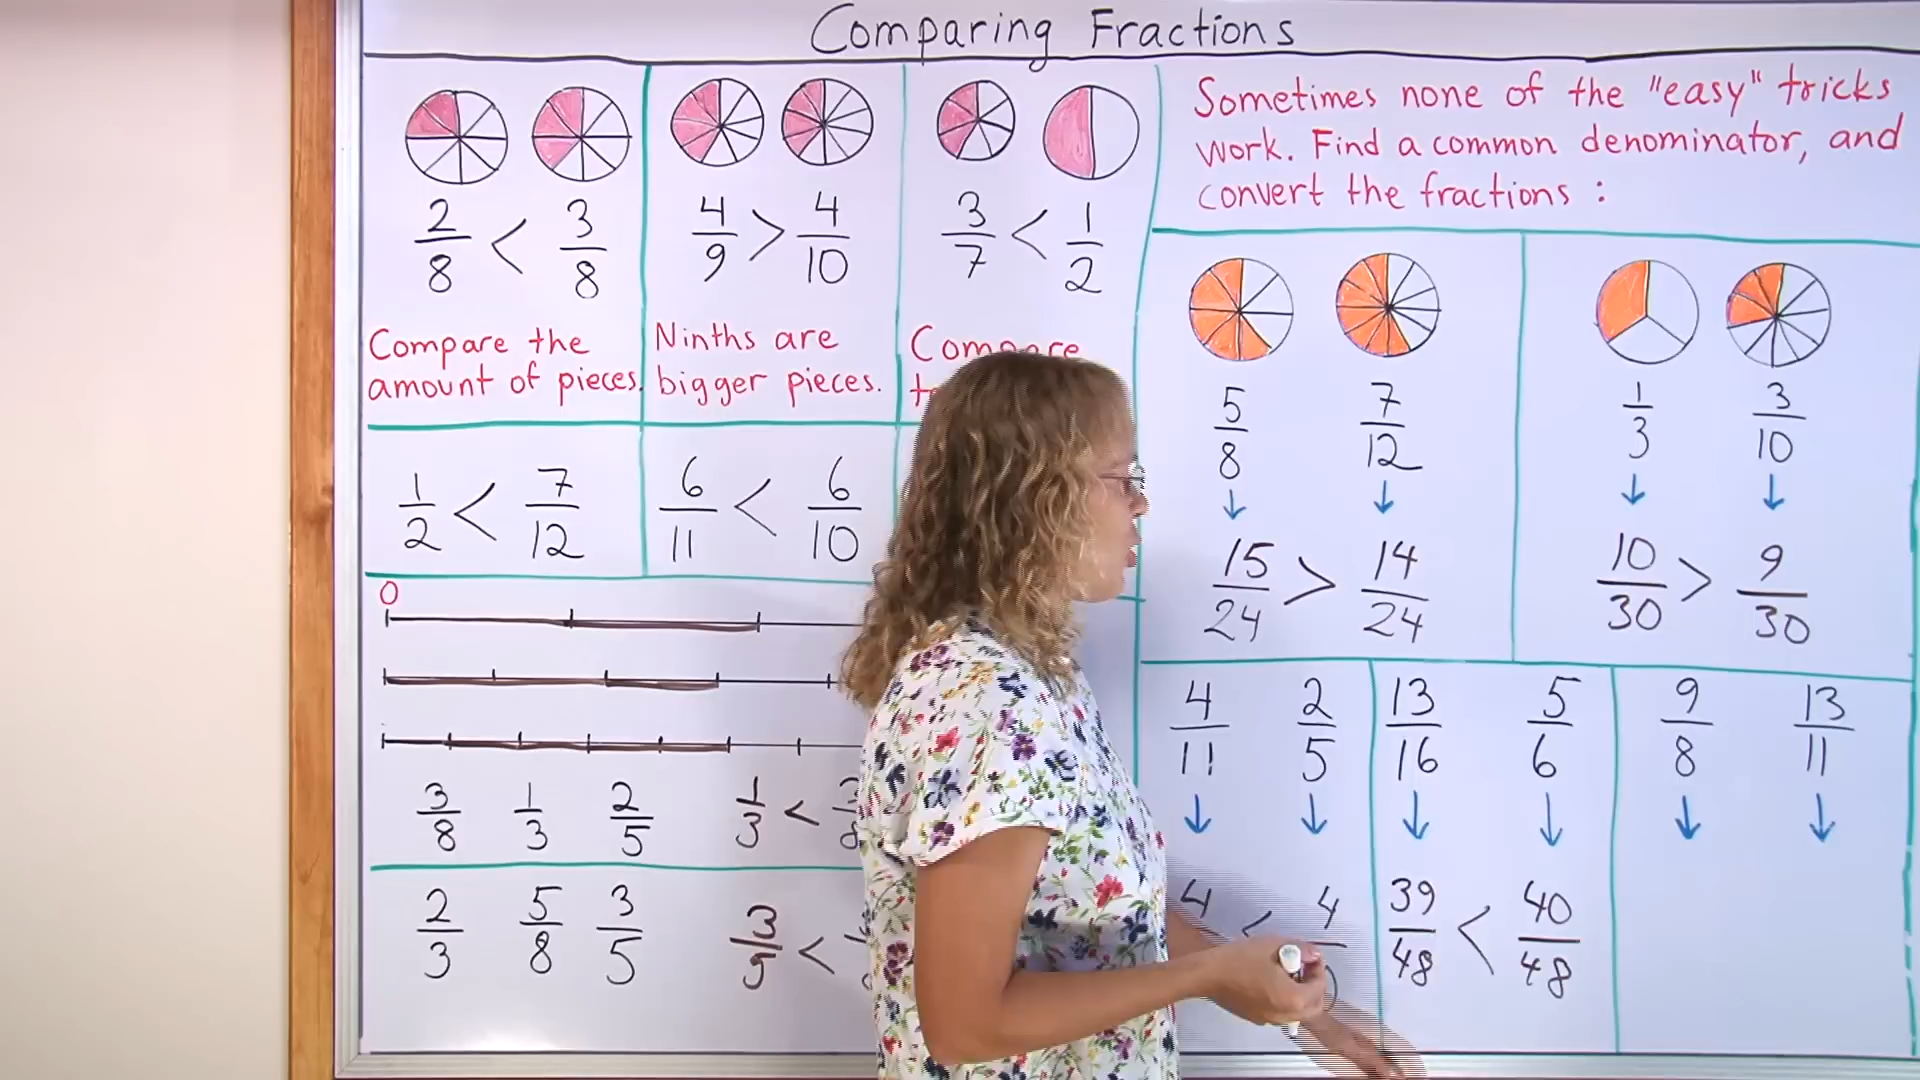 Comparing Fractions
2/8 < 3/8
Compare the
amount of pieces.
4/9 > 4/10
Ninths are
bigger pieces.
3/7 < 1/2
Compare
1/2 < 7/12
6/11 < 6/10
0
3/8 1/3 2/5 1/3 <
2/3 5/8 3/5 3/5 <
Sometimes none of the "easy" tricks
work. Find a common denominator, and
convert the fractions :
5/8 7/12
↓ ↓
15/24 > 14/24
1/3 3/10
↓ ↓
10/30 > 9/30
4/11 2/5
↓ ↓
4 < 4
13/16 5/6
↓ ↓
39/48 < 40/48
9/8 13/11
↓ ↓